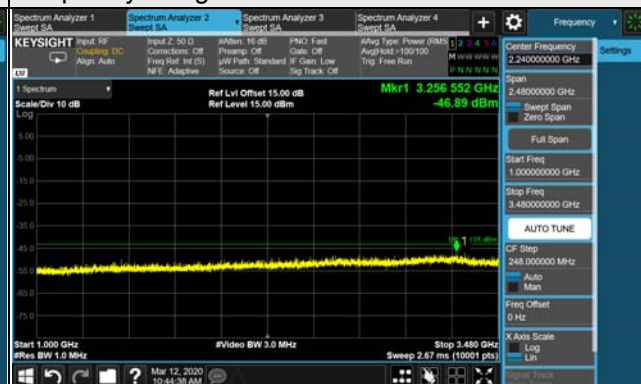 Spectrum Analyzer 1
Swept SA
Spectrum Analyzer 2
Swept SA
Spectrum Analyzer 3
Swept SA
Spectrum Analyzer 4
Swept SA
+
Frequency
KEYSIGHT
Input: RF
Coupling: DC
Align: Auto
Input Z: 50 Ω
Corrections: Off
Freq Ref: Int (S)
NFE: Adaptive
#Atten: 16 dB
Preamp: Off
µW Path: Standard
Source: Off
PNO: Fast
Gate: Off
IF Gain: Low
Sig Track: Off
#Avg Type: Power (RMS)
Avg|Hold:>100/100
Trig: Free Run
1 2 3 4 5 6
M W W W W W
P N N N N N
LXI
1 Spectrum
Scale/Div 10 dB
Ref Lvl Offset 15.00 dB
Ref Level 15.00 dBm
Mkr1 3.256 552 GHz
-46.89 dBm
Log
5.00
-5.00
-15.0
-25.0
-35.0
-45.0
-55.0
-65.0
-75.0
1
Start 1.000 GHz
#Res BW 1.0 MHz
#Video BW 3.0 MHz
Stop 3.480 GHz
Sweep 2.67 ms (10001 pts)
Center Frequency
2.240000000 GHz
Settings
Span
2.48000000 GHz
Swept Span
Zero Span
Full Span
Start Freq
1.000000000 GHz
Stop Freq
3.480000000 GHz
AUTO TUNE
CF Step
248.000000 MHz
Auto
Man
Freq Offset
0 Hz
X Axis Scale
Log
Lin
Signal Track
Mar 12, 2020
10:44:38 AM